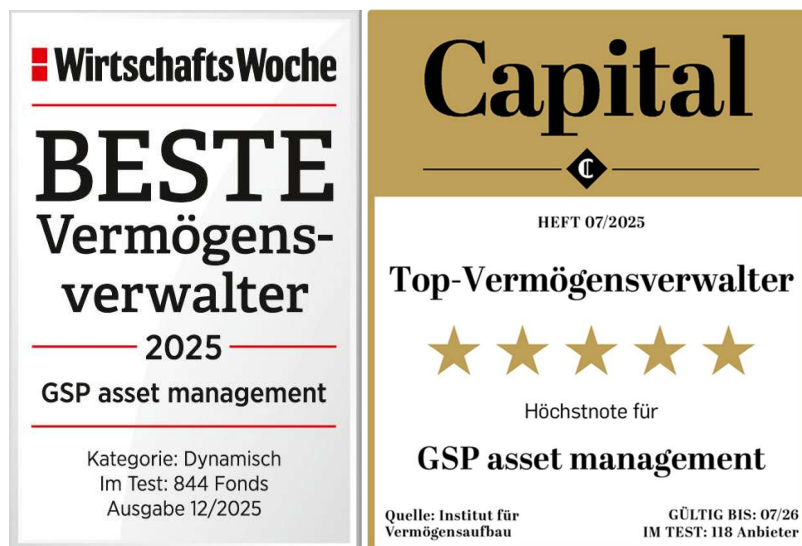 WirtschaftsWoche
BESTE
Vermögens-
verwalter
2025
GSP asset management
Kategorie: Dynamisch
Im Test: 844 Fonds
Ausgabe 12/2025
Capital
HEFT 07/2025
Top-Vermögensverwalter
Höchstnote für
GSP asset management
Quelle: Institut für
Vermögensaufbau
GÜLTIG BIS: 07/26
IM TEST: 118 Anbieter